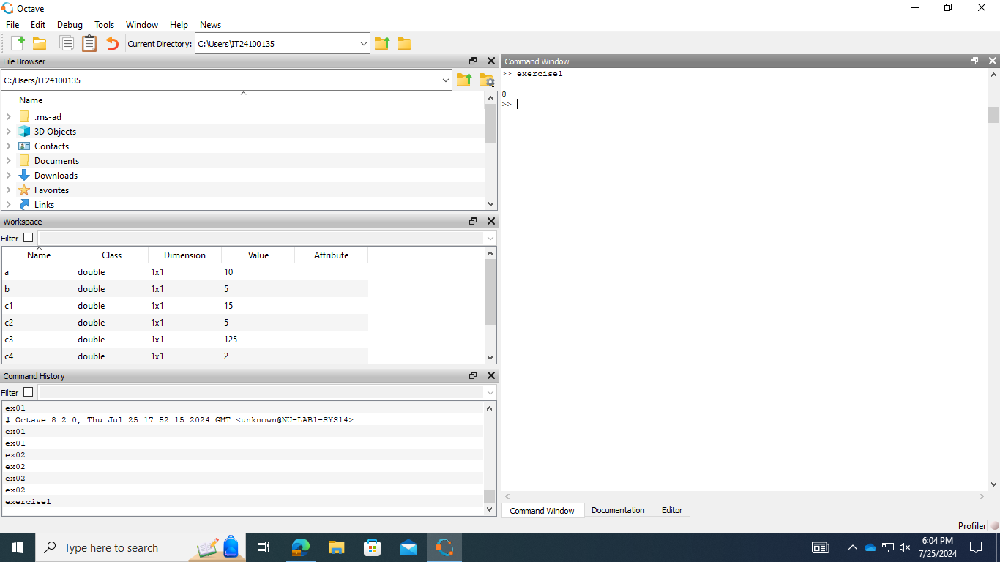 Octave
File Edit Debug Tools Window Help News
Current Directory: C:\Users\IT24100135
File Browser
C:/Users/IT24100135
Name
.ms-ad
3D Objects
Contacts
Documents
Downloads
Favorites
Links
Workspace
Filter
Name Class Dimension Value Attribute
a double 1x1 10
b double 1x1 5
c1 double 1x1 15
c2 double 1x1 5
c3 double 1x1 125
c4 double 1x1 2
Command History
Filter
ex01
# Octave 8.2.0, Thu Jul 25 17:52:15 2024 GMT <unknown@NU-LAB1-SYS14>
ex01
ex01
ex02
ex02
ex02
ex02
exercise1
Command Window
>> exercise1
8
>>
Command Window Documentation Editor
Profiler
Type here to search
6:04 PM
7/25/2024